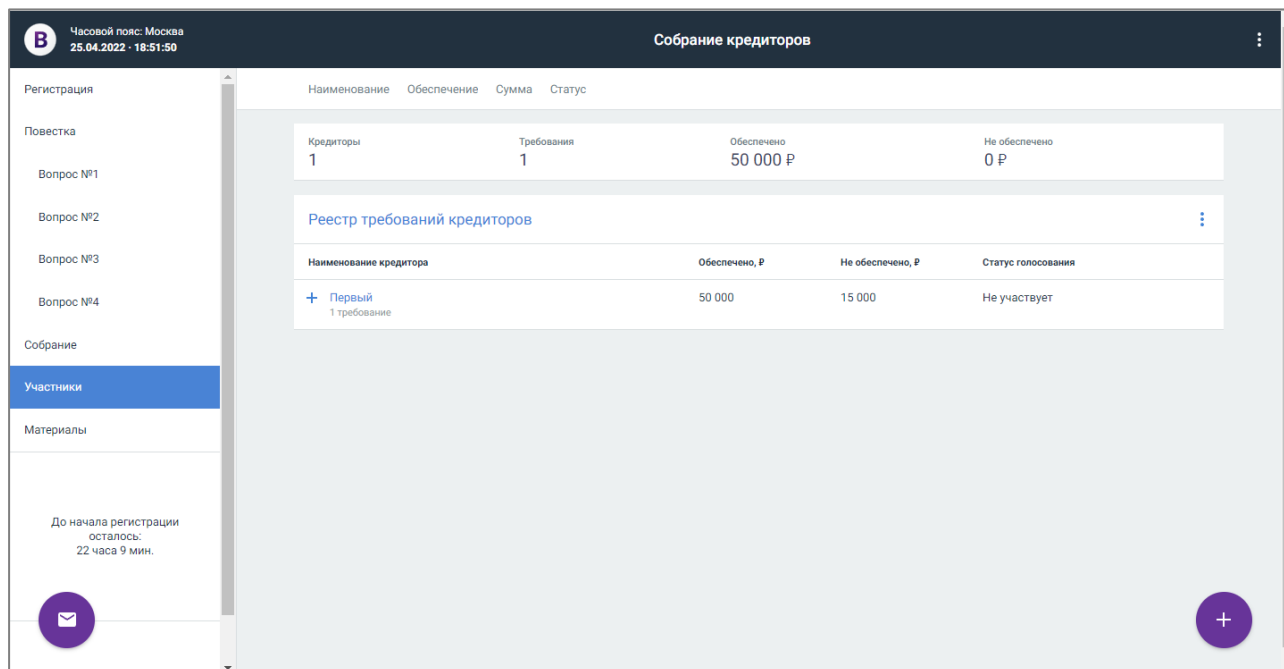 B
Часовой пояс: Москва
25.04.2022 · 18:51:50
Собрание кредиторов
Регистрация
Повестка
Вопрос №1
Вопрос №2
Вопрос №3
Вопрос №4
Собрание
Участники
Материалы
До начала регистрации
осталось:
22 часа 9 мин.
Наименование Обеспечение Сумма Статус
Кредиторы Требования Обеспечено Не обеспечено
1 1 50 000 ₽ 0 ₽
Реестр требований кредиторов
Наименование кредитора Обеспечено, ₽ Не обеспечено, ₽ Статус голосования
+ Первый 50 000 15 000 Не участвует
1 требование
+